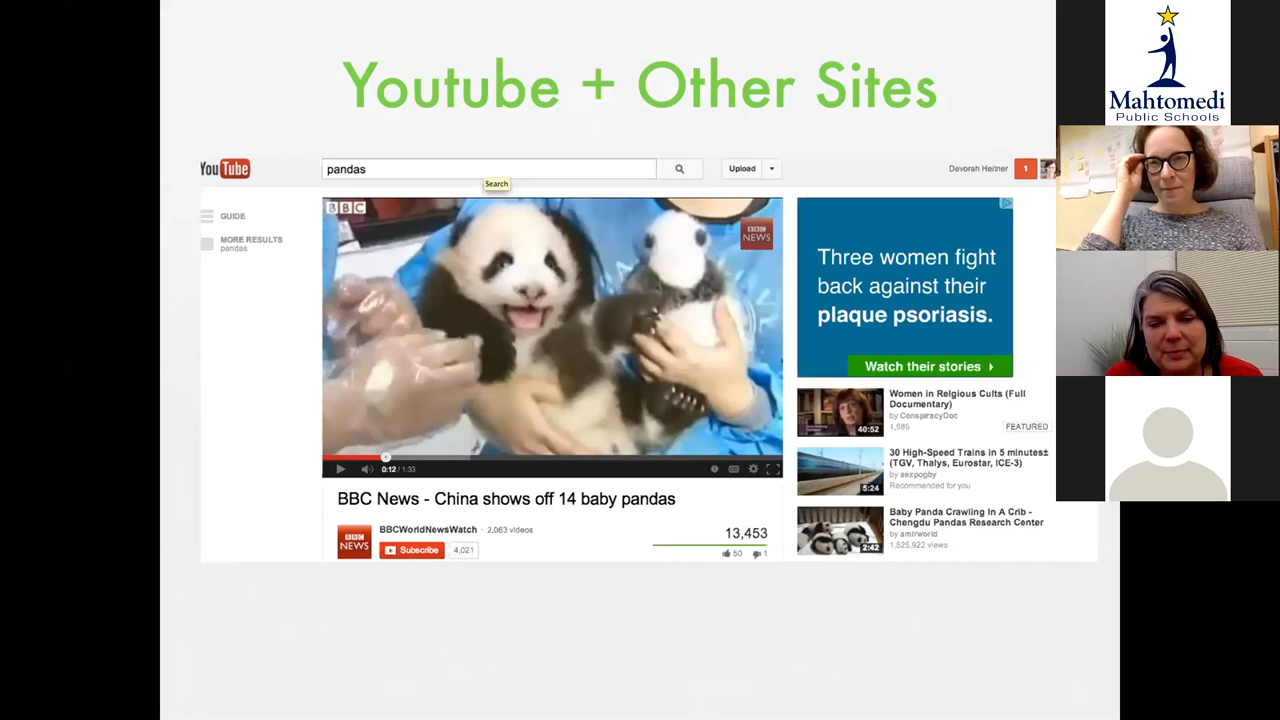 Youtube + Other Sites
YouTube
pandas
Upload
Devorah Heitner
1
Search
GUIDE
MORE RESULTS
pandas
BBC
BBC
NEWS
Three women fight
back against their
plaque psoriasis.
Watch their stories
0:12 / 1:33
BBC News - China shows off 14 baby pandas
BBC
NEWS
BBCWorldNewsWatch · 2,063 videos
Subscribe
4,021
13,453
50
1
40:52
Women in Relgious Cults (Full
Documentary)
by ConspiracyDoc
1,986
FEATURED
5:24
30 High-Speed Trains in 5 minutes±
(TGV, Thalys, Eurostar, ICE-3)
by aexpogby
Recommended for you
2:42
Baby Panda Crawling In A Crib -
Chengdu Pandas Research Center
by amirworld
1,525,922 views
Mahtomedi
Public Schools